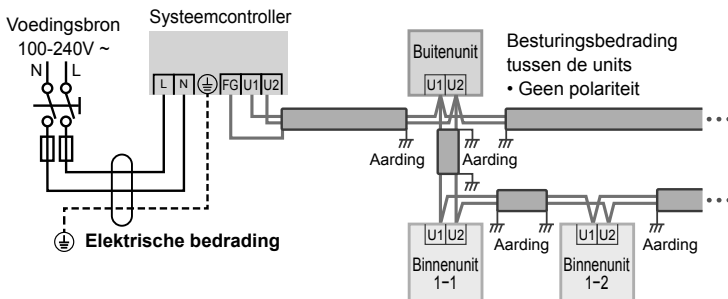 Voedingsbron
100-240V ~
N L
Systeemcontroller
L N FG U1 U2
Buitenunit
U1 U2
Besturingsbedrading
tussen de units
• Geen polariteit
Aarding
Aarding
Aarding
Elektrische bedrading
U1 U2
Binnenunit
1−1
Aarding
U1 U2
Binnenunit
1−2
Aarding